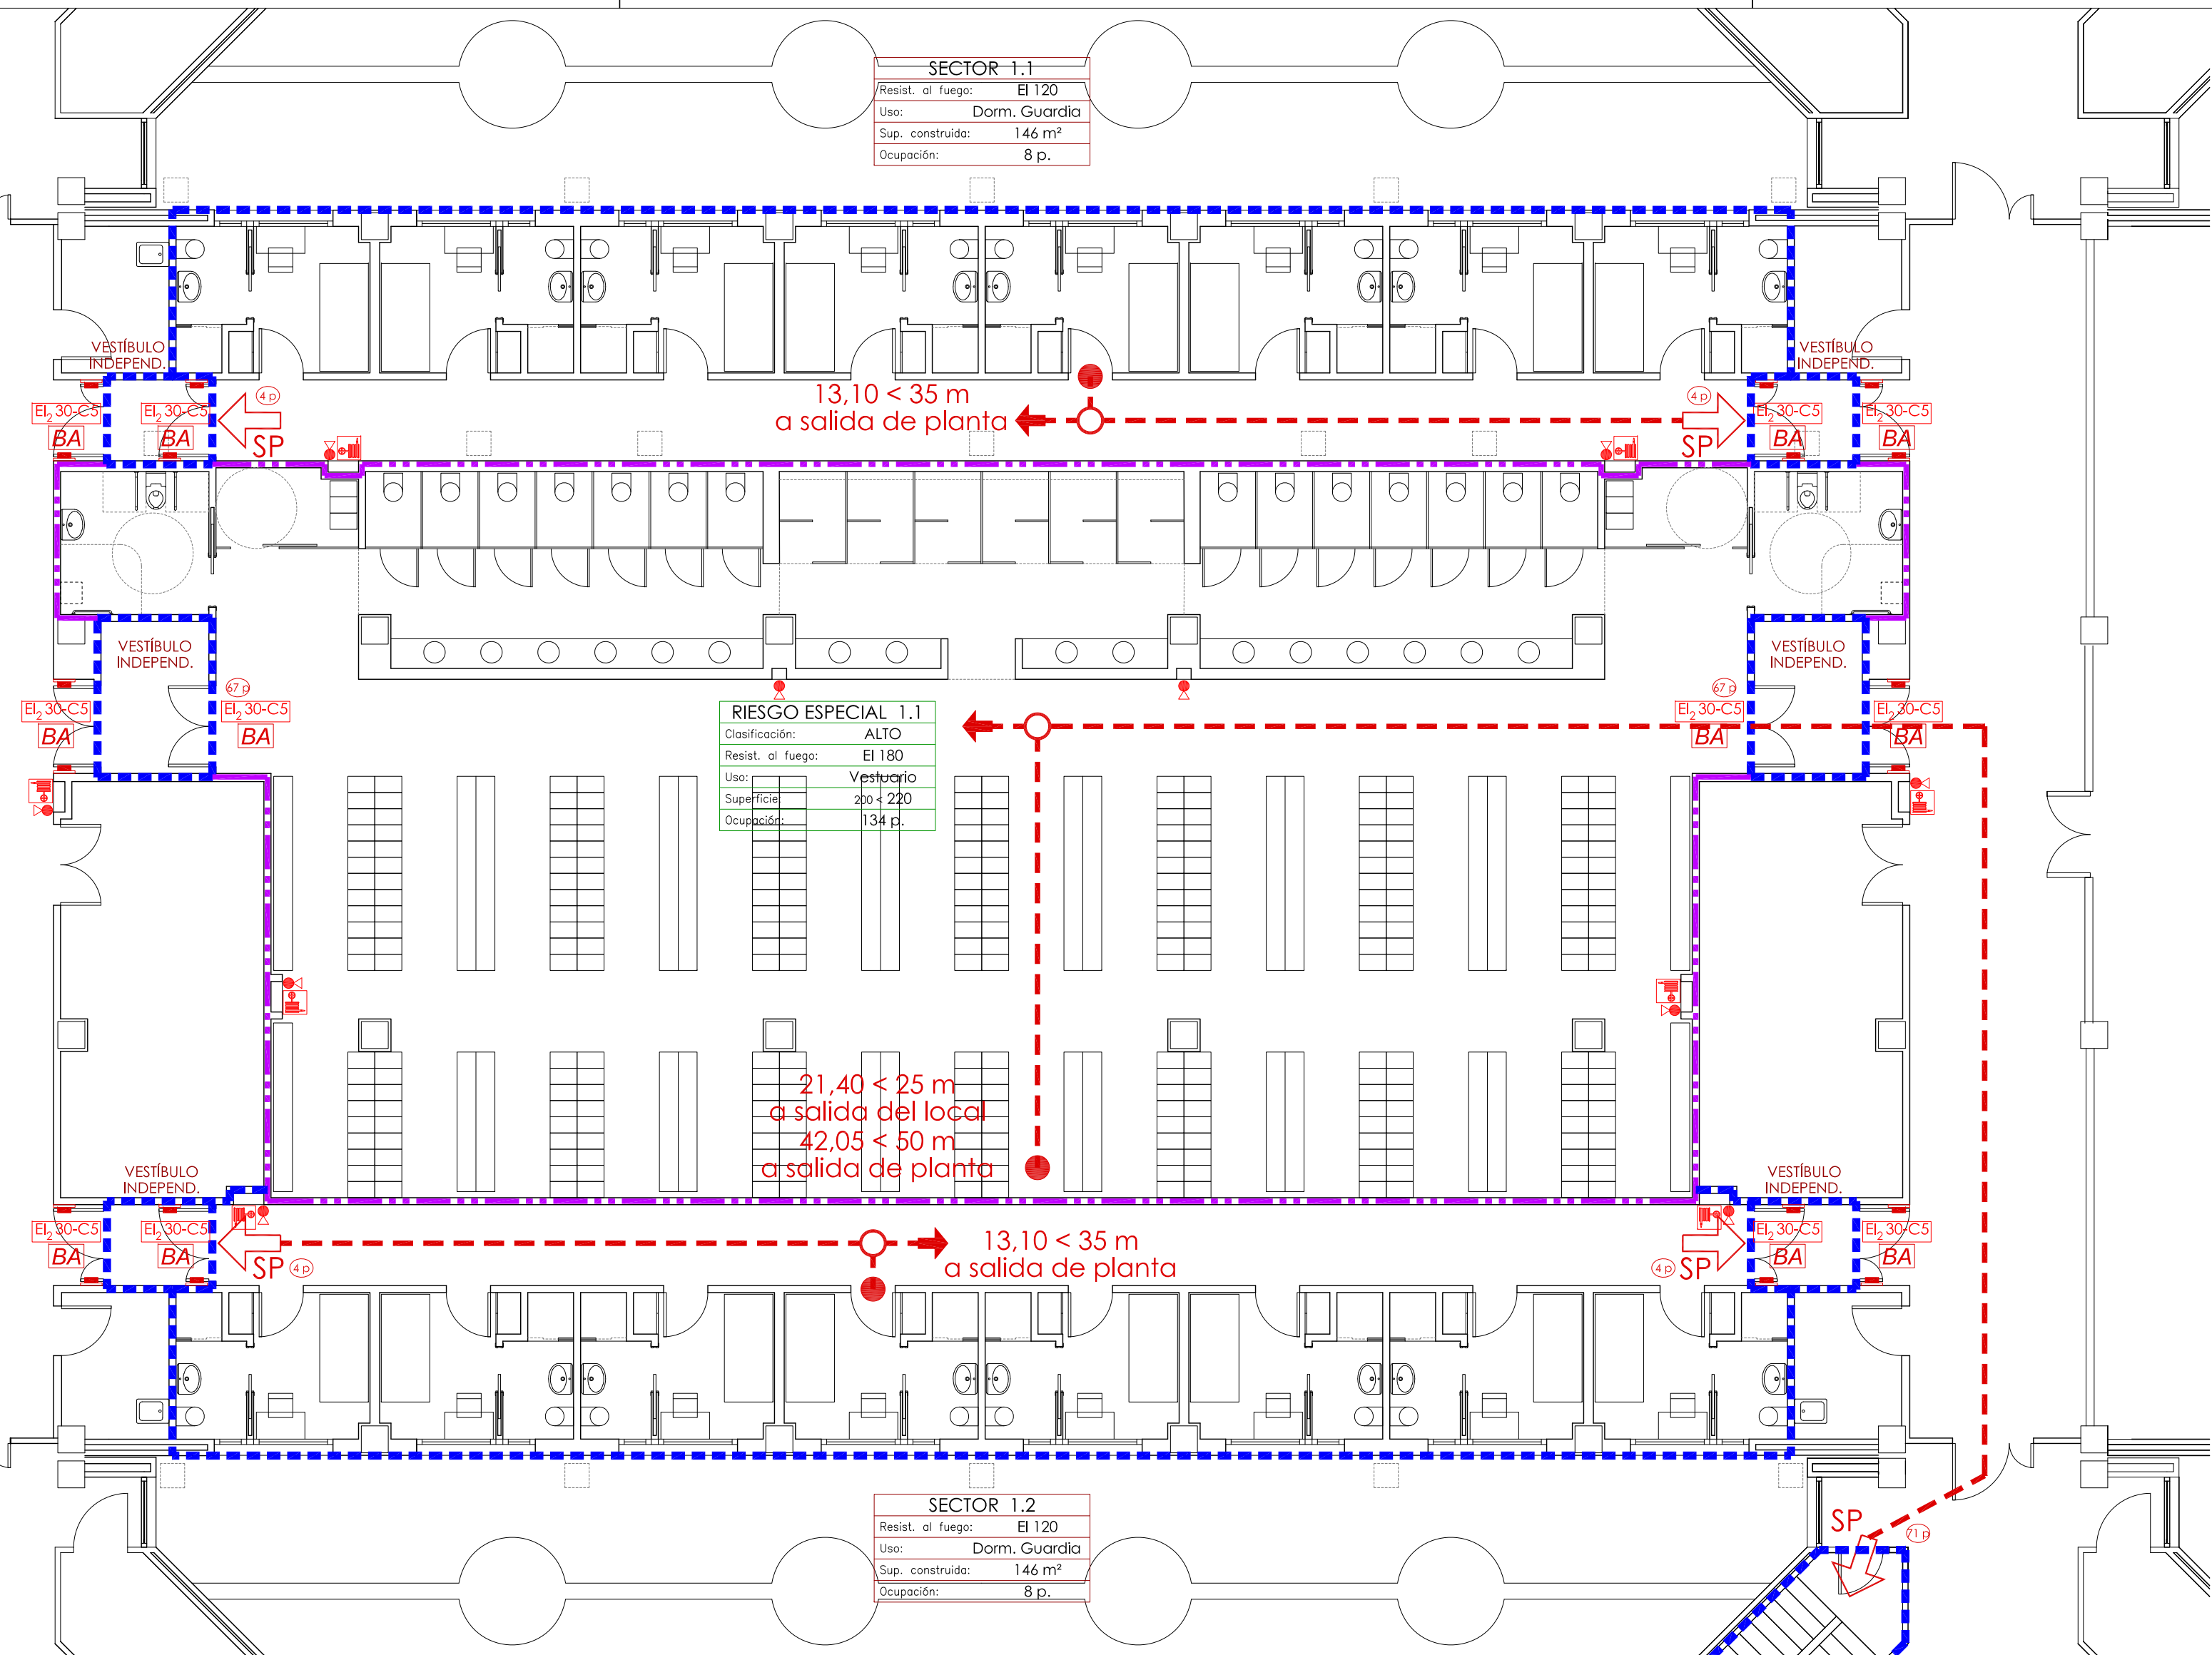 SECTOR 1.1
Resist. al fuego: EI 120
Uso: Dorm. Guardia
Sup. construida: 146 m²
Ocupación: 8 p.
VESTÍBULO
INDEPEND.
VESTÍBULO
INDEPEND.
13,10 < 35 m
a salida de planta
4 p
4 p
EI₂ 30-C5
BA
EI₂ 30-C5
BA
SP
SP
EI₂ 30-C5
BA
EI₂ 30-C5
BA
VESTÍBULO
INDEPEND.
VESTÍBULO
INDEPEND.
67 p
67 p
EI₂ 30-C5
BA
EI₂ 30-C5
BA
EI₂ 30-C5
BA
EI₂ 30-C5
BA
RIESGO ESPECIAL 1.1
Clasificación: ALTO
Resist. al fuego: EI 180
Uso: Vestuario
Superficie: 200 < 220
Ocupación: 134 p.
21,40 < 25 m
a salida del local
42,05 < 50 m
a salida de planta
VESTÍBULO
INDEPEND.
VESTÍBULO
INDEPEND.
EI₂ 30-C5
BA
EI₂ 30-C5
BA
SP
4 p
13,10 < 35 m
a salida de planta
4 p
SP
EI₂ 30-C5
BA
EI₂ 30-C5
BA
SECTOR 1.2
Resist. al fuego: EI 120
Uso: Dorm. Guardia
Sup. construida: 146 m²
Ocupación: 8 p.
SP
71 p